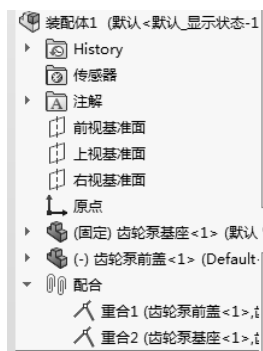 装配体1 (默认<默认_显示状态-1
History
传感器
注解
前视基准面
上视基准面
右视基准面
原点
(固定) 齿轮泵基座<1> (默认
(-) 齿轮泵前盖<1> (Default
配合
重合1 (齿轮泵前盖<1>,
重合2 (齿轮泵基座<1>,